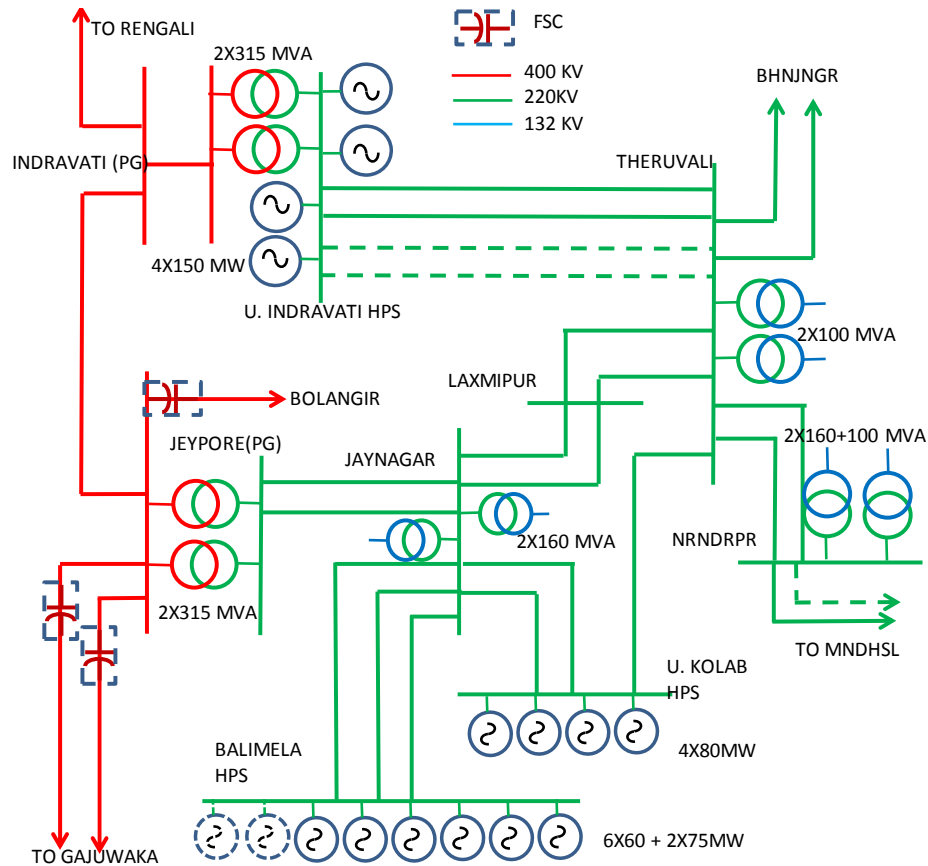 TO RENGALI
FSC
2X315 MVA
400 KV
220KV
132 KV
BHNJNGR
INDRAVATI (PG)
THERUVALI
4X150 MW
U. INDRAVATI HPS
2X100 MVA
LAXMIPUR
BOLANGIR
JEYPORE(PG)
JAYNAGAR
2X160+100 MVA
2X160 MVA
NRNDRPR
2X315 MVA
TO MNDHSL
U. KOLAB
HPS
BALIMELA
HPS
4X80MW
6X60 + 2X75MW
TO GAJUWAKA